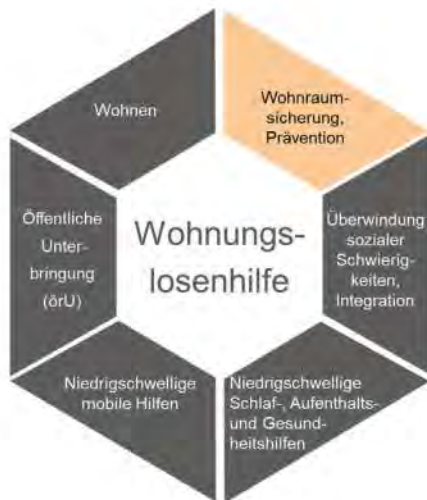 Wohnen
Wohnraum-
sicherung,
Prävention
Öffentliche
Unter-
bringung
(örU)
Wohnungs-
losenhilfe
Überwindung
sozialer
Schwierig-
keiten,
Integration
Niedrigschwellige
mobile Hilfen
Niedrigschwellige
Schlaf-, Aufenthalts-
und Gesund-
heitshilfen